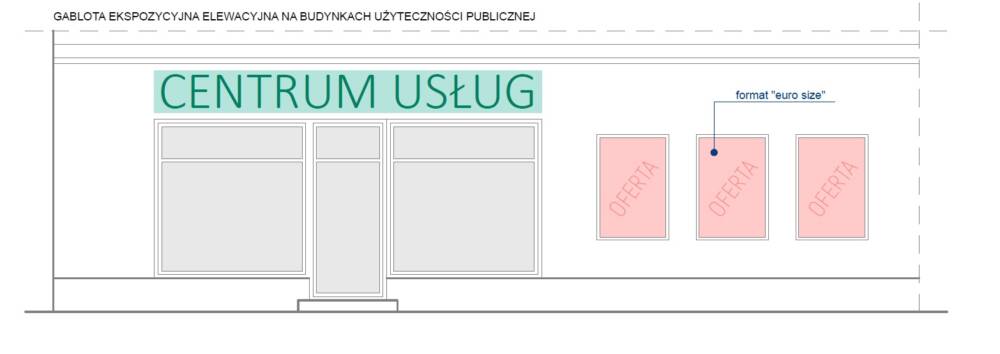 GABLOTA EKSPOZYCYJNA ELEWACYJNA NA BUDYNKACH UŻYTECZNOŚCI PUBLICZNEJ
CENTRUM USŁUG
format "euro size"
OFERTA
OFERTA
OFERTA